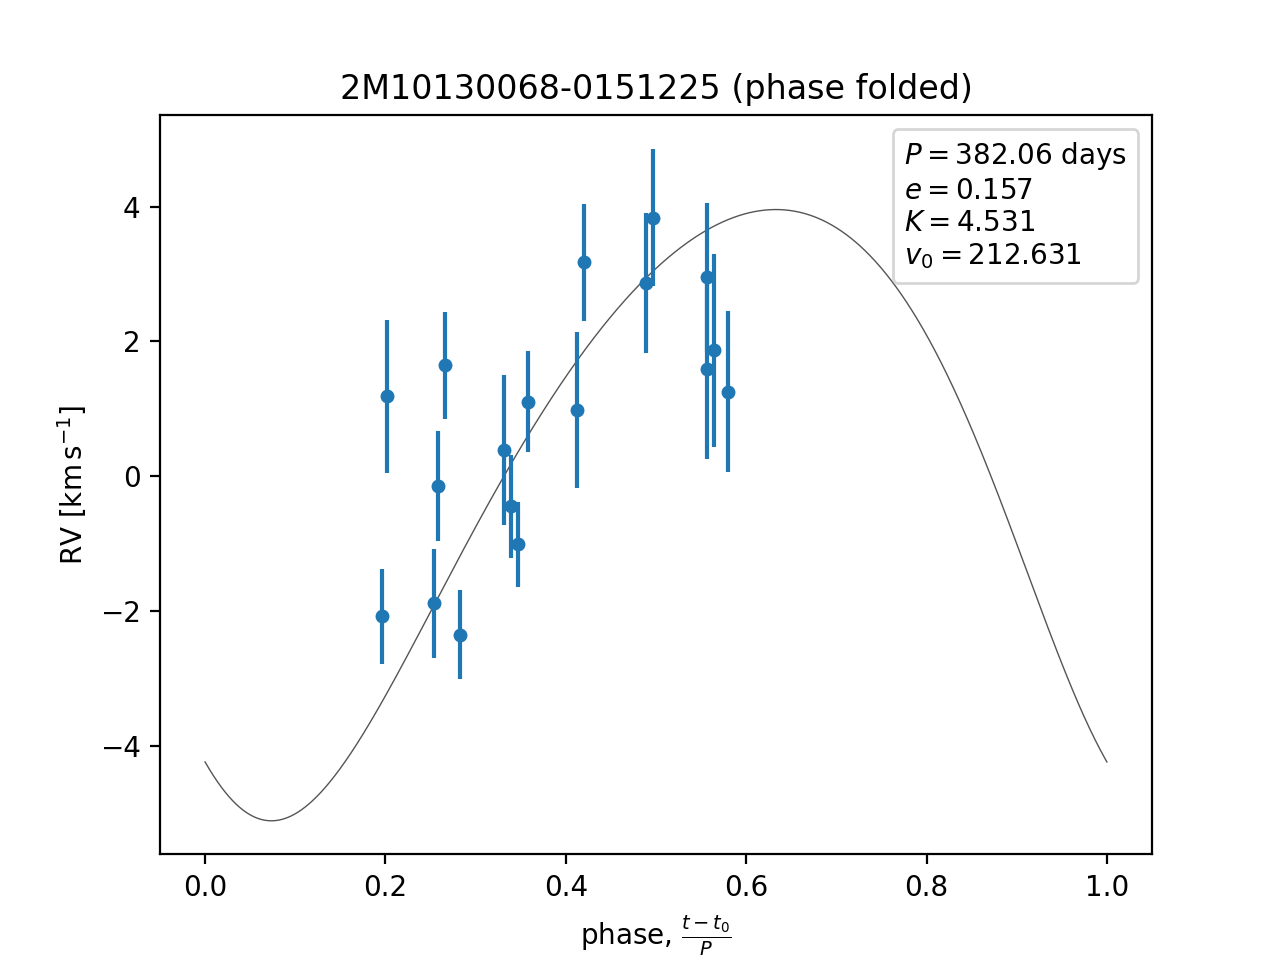 2M10130068-0151225 (phase folded)
P = 382.06 days
e = 0.157
K = 4.531
v₀ = 212.631
RV [km s⁻¹]
4
2
0
−2
−4
0.0 0.2 0.4 0.6 0.8 1.0
phase, (t − t₀)/P